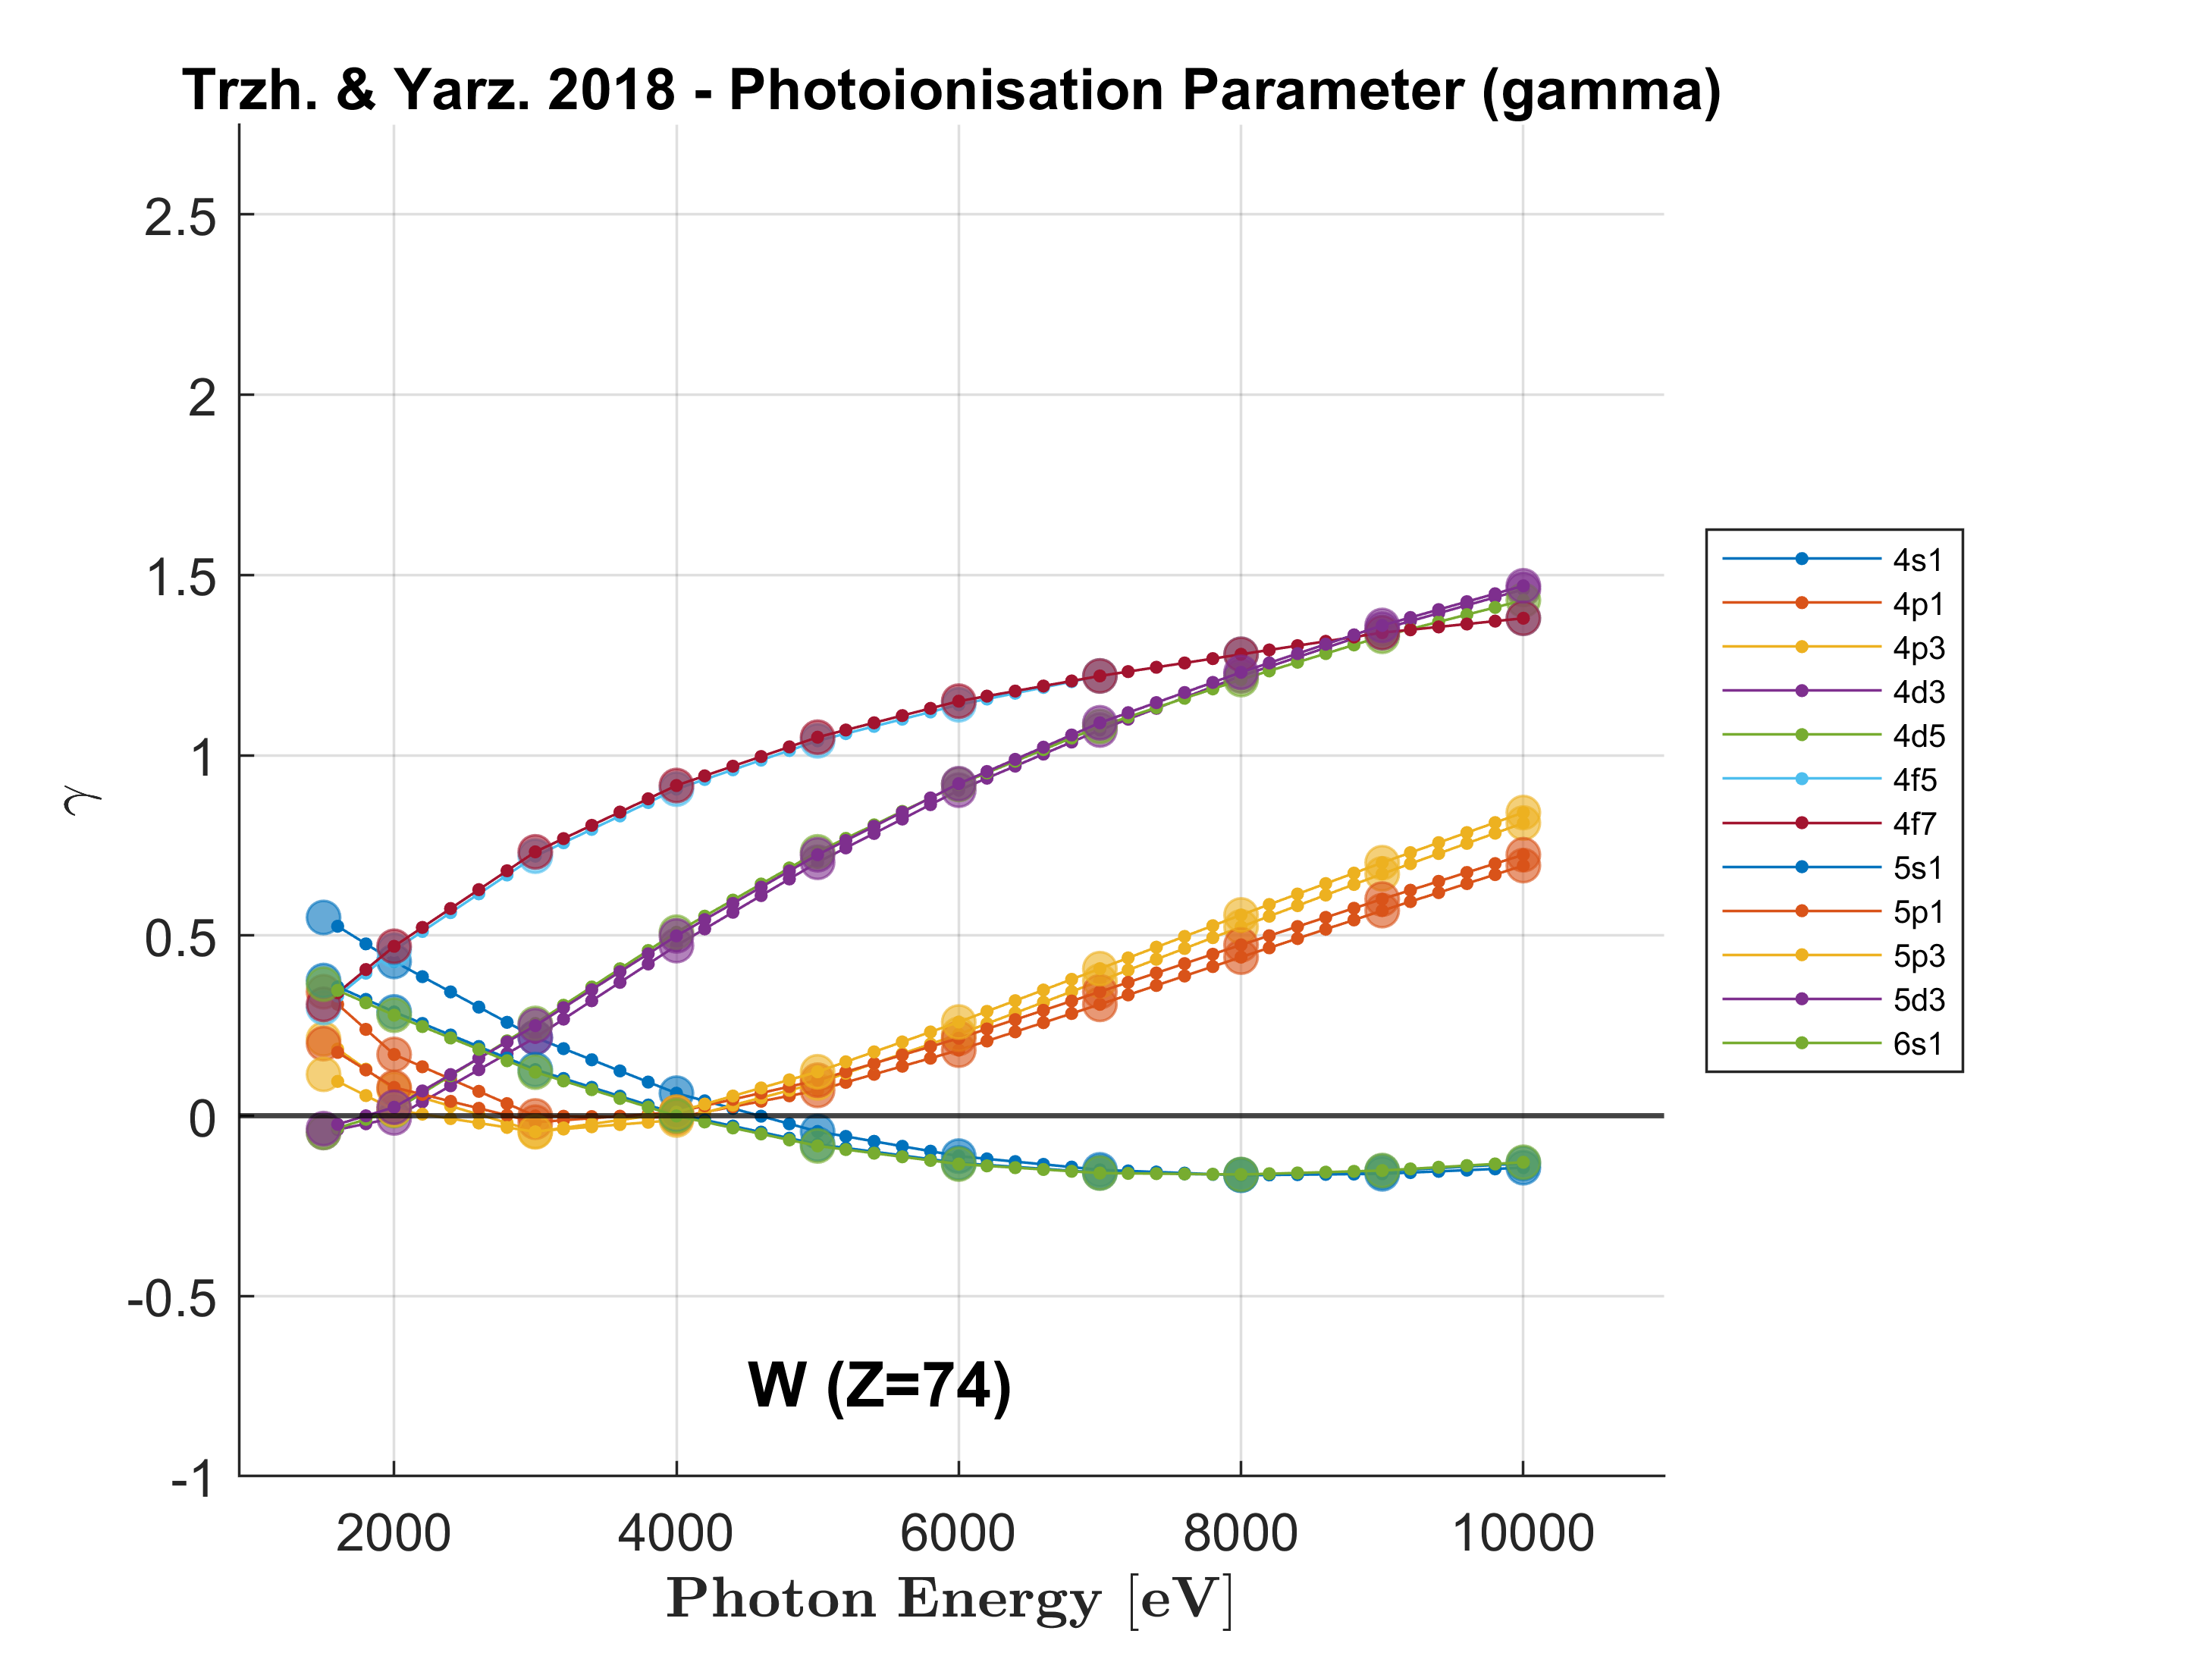 Trzh. & Yarz. 2018 - Photoionisation Parameter (gamma)
2.5
2
1.5
1
0.5
0
-0.5
-1
γ
W (Z=74)
2000 4000 6000 8000 10000
Photon Energy [eV]
4s1
4p1
4p3
4d3
4d5
4f5
4f7
5s1
5p1
5p3
5d3
6s1